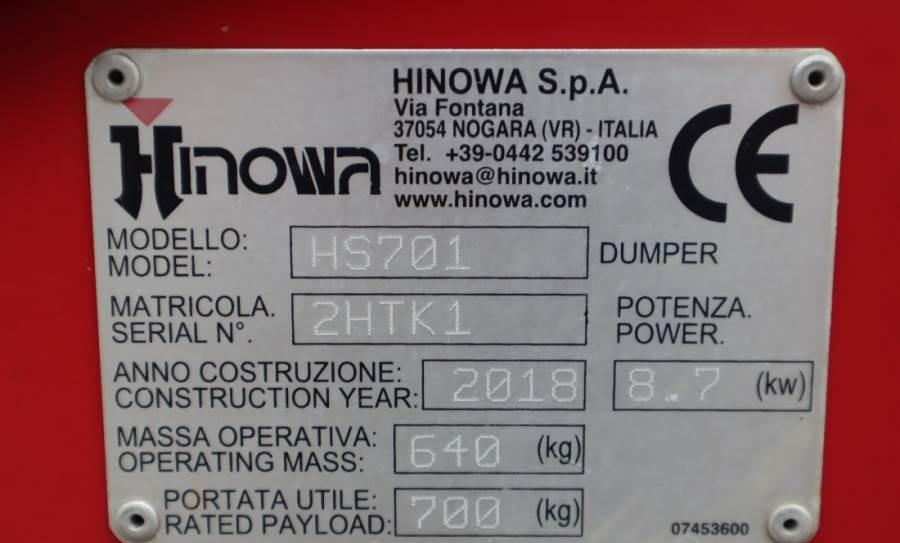 HINOWA S.p.A.
Via Fontana
37054 NOGARA (VR) - ITALIA
Tel. +39-0442 539100
hinowa@hinowa.it
www.hinowa.com
HINOWA
CE
MODELLO:
MODEL:
HS701
DUMPER
MATRICOLA.
SERIAL N°.
2HTK1
POTENZA.
POWER.
ANNO COSTRUZIONE:
CONSTRUCTION YEAR:
2018
8.7 (kw)
MASSA OPERATIVA:
OPERATING MASS:
640 (kg)
PORTATA UTILE:
RATED PAYLOAD:
700 (kg)
07453600